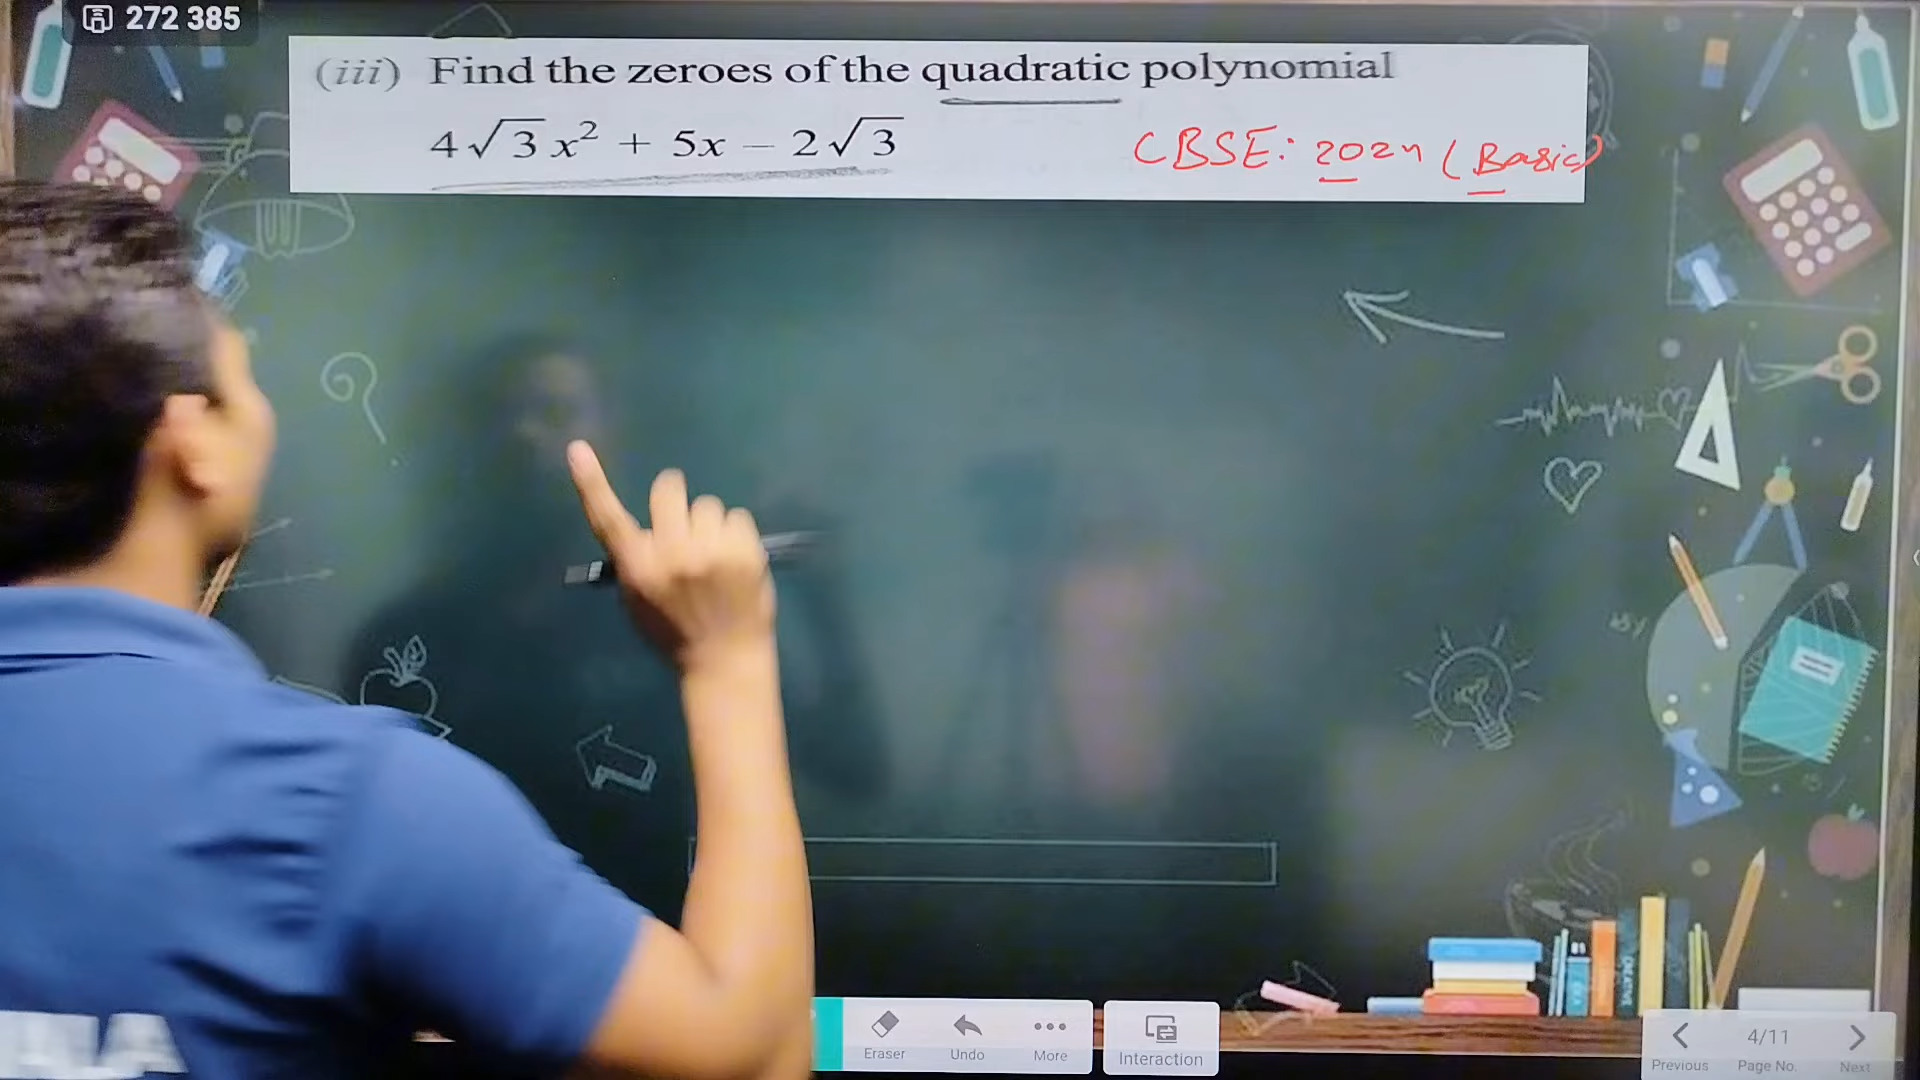 272 385
(iii) Find the zeroes of the quadratic polynomial
4√3x² + 5x – 2√3
CBSE: 2024 (Basic)
Eraser
Undo
More
Interaction
Previous
4/11
Page No.
Next